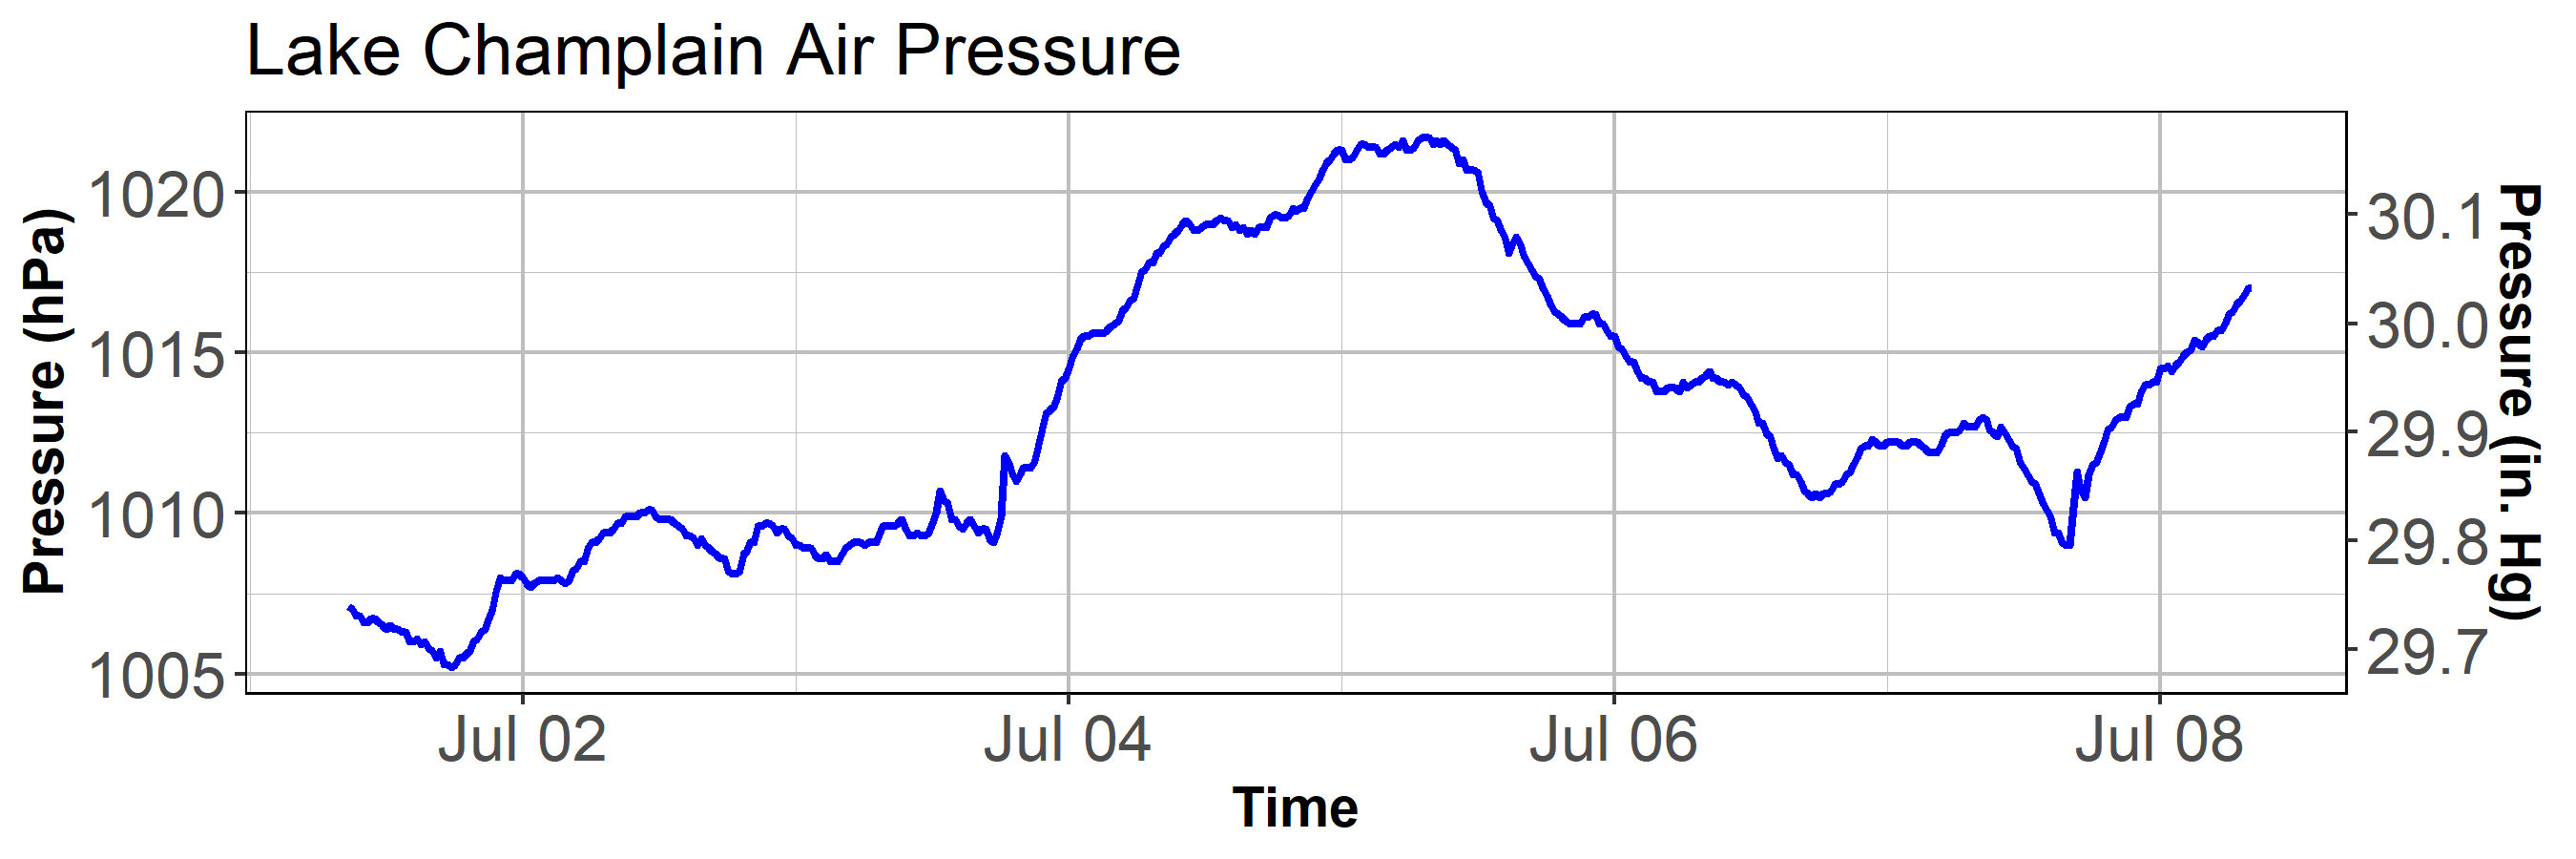 Lake Champlain Air Pressure
Pressure (hPa)
1020
1015
1010
1005
30.1
30.0
29.9
29.8
29.7
Pressure (in. Hg)
Jul 02 Jul 04 Jul 06 Jul 08
Time